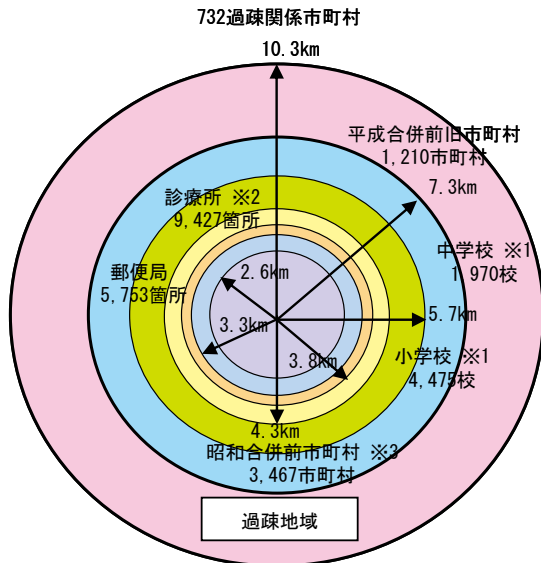 732過疎関係市町村
10.3km
平成合併前旧市町村
1,210市町村
7.3km
診療所 ※2
9,427箇所
中学校 ※1
1,970校
郵便局
5,753箇所
2.6km
3.3km
5.7km
小学校 ※1
4,475校
3.8km
4.3km
昭和合併前市町村 ※3
3,467市町村
過疎地域